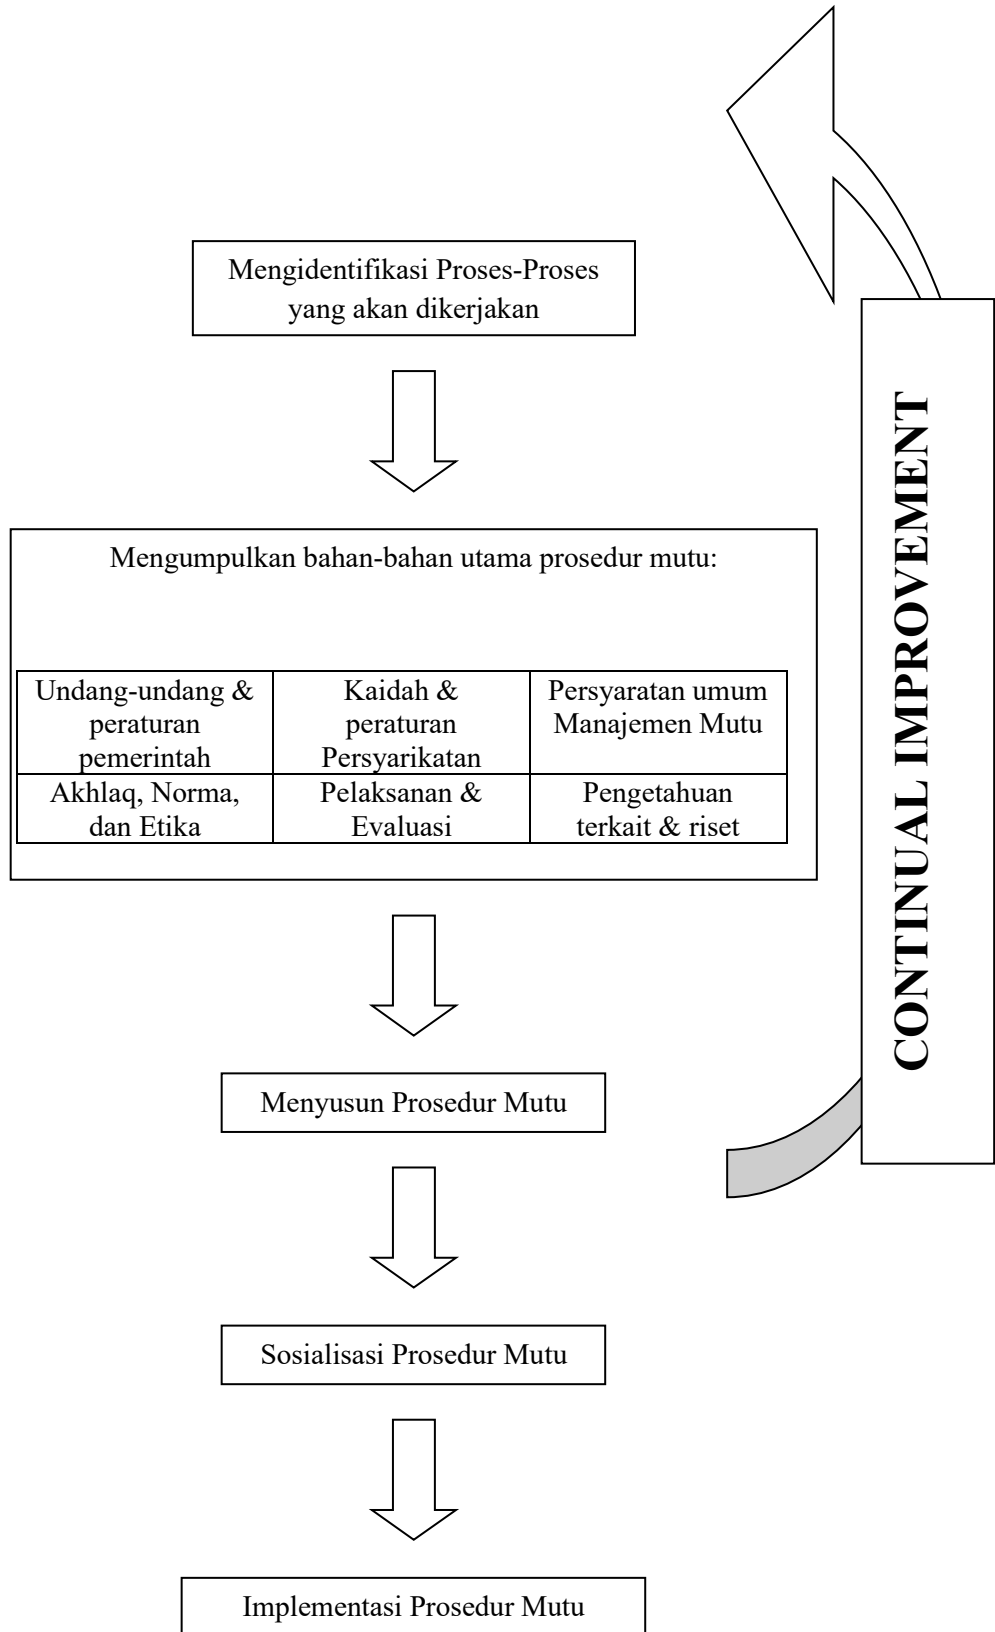 Mengidentifikasi Proses-Proses
yang akan dikerjakan
Mengumpulkan bahan-bahan utama prosedur mutu:
Undang-undang &
peraturan
pemerintah
Kaidah &
peraturan
Persyarikatan
Persyaratan umum
Manajemen Mutu
Akhlaq, Norma,
dan Etika
Pelaksanan &
Evaluasi
Pengetahuan
terkait & riset
Menyusun Prosedur Mutu
Sosialisasi Prosedur Mutu
Implementasi Prosedur Mutu
CONTINUAL IMPROVEMENT